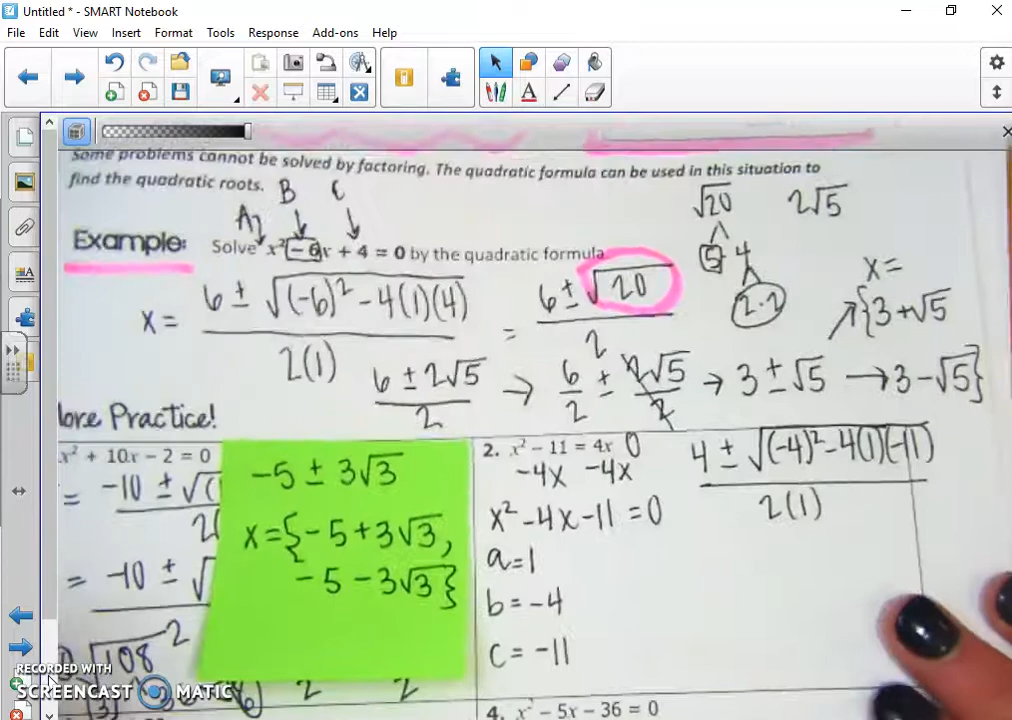 Untitled * - SMART Notebook
File Edit View Insert Format Tools Response Add-ons Help
Some problems cannot be solved by factoring. The quadratic formula can be used in this situation to
find the quadratic roots.
B C
A
√20 2√5
5 · 4
2·2
Example: Solve x² − 6x + 4 = 0 by the quadratic formula
x = 6 ± √((-6)² - 4(1)(4)) / 2(1) = 6 ± √20 / 2
x =
{3 + √5
6 ± 2√5 / 2 → 6/2 ± 2√5/2 → 3 ± √5 → 3 - √5}
More Practice!
x² + 10x − 2 = 0
= -10 ± √(
2(
= -10 ± √
√108
2
2 2
-5 ± 3√3
x = {-5 + 3√3,
-5 - 3√3}
2. x² − 11 = 4x 0
-4x -4x
x² - 4x - 11 = 0
a = 1
b = -4
c = -11
4 ± √((-4)² - 4(1)(-11)) / 2(1)
4. x² − 5x − 36 = 0
RECORDED WITH
SCREENCAST MATIC